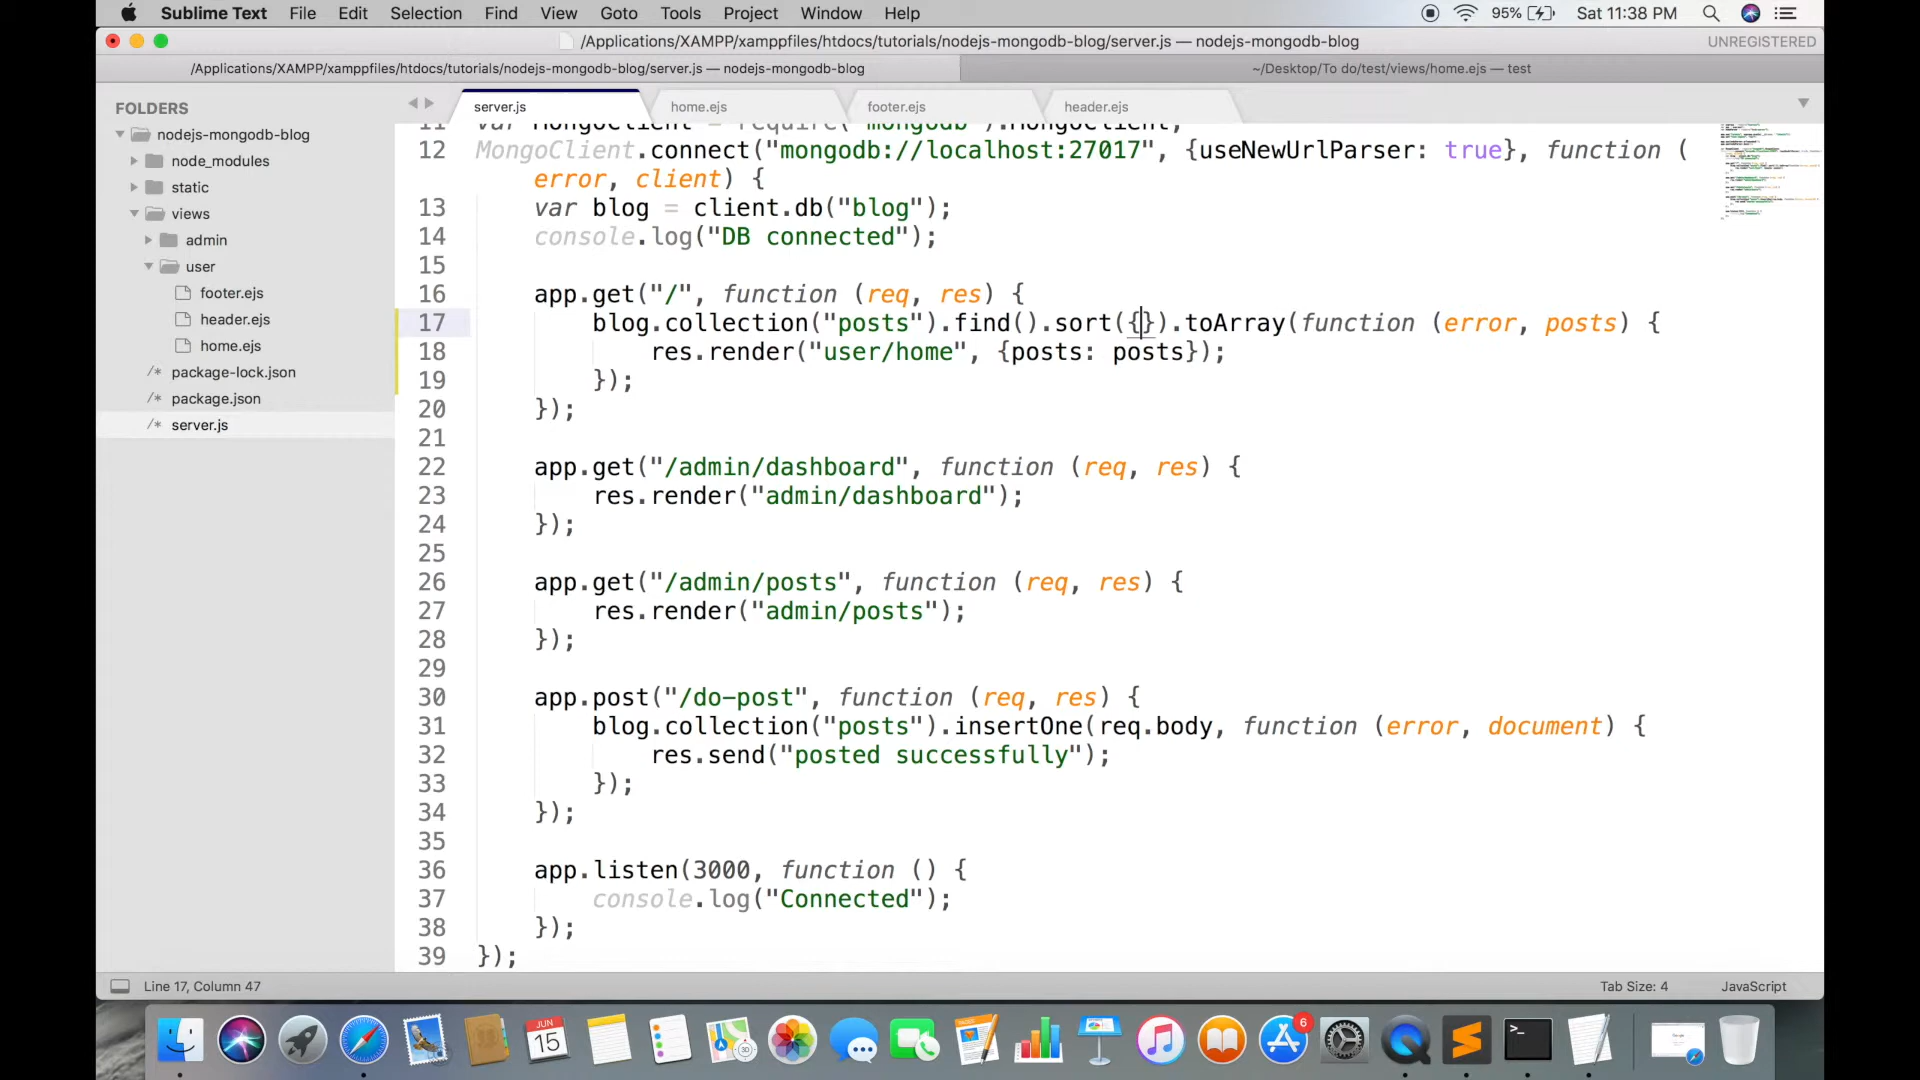 Sublime Text File Edit Selection Find View Goto Tools Project Window Help 95% Sat 11:38 PM
/Applications/XAMPP/xamppfiles/htdocs/tutorials/nodejs-mongodb-blog/server.js — nodejs-mongodb-blog UNREGISTERED
/Applications/XAMPP/xamppfiles/htdocs/tutorials/nodejs-mongodb-blog/server.js — nodejs-mongodb-blog ~/Desktop/To do/test/views/home.ejs — test
FOLDERS
nodejs-mongodb-blog
node_modules
static
views
admin
user
footer.ejs
header.ejs
home.ejs
/* package-lock.json
/* package.json
/* server.js
server.js home.ejs footer.ejs header.ejs
11 var MongoClient = require("mongodb").MongoClient;
12 MongoClient.connect("mongodb://localhost:27017", {useNewUrlParser: true}, function (
error, client) {
13 var blog = client.db("blog");
14 console.log("DB connected");
15
16 app.get("/", function (req, res) {
17 blog.collection("posts").find().sort({}).toArray(function (error, posts) {
18 res.render("user/home", {posts: posts});
19 });
20 });
21
22 app.get("/admin/dashboard", function (req, res) {
23 res.render("admin/dashboard");
24 });
25
26 app.get("/admin/posts", function (req, res) {
27 res.render("admin/posts");
28 });
29
30 app.post("/do-post", function (req, res) {
31 blog.collection("posts").insertOne(req.body, function (error, document) {
32 res.send("posted successfully");
33 });
34 });
35
36 app.listen(3000, function () {
37 console.log("Connected");
38 });
39 });
Line 17, Column 47 Tab Size: 4 JavaScript
JUN
15
6